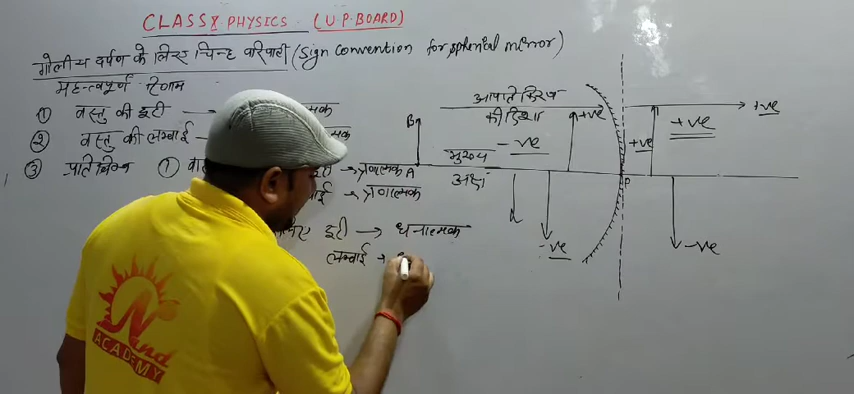 CLASS X PHYSICS. (U P. BOARD)
गोलीय दर्पण के लिए चिन्ह परिपाटी (Sign convention for spherical mirror)
महत्वपूर्ण
① वस्तु की दूरी →
② वस्तु की लम्बाई
③ प्रतिबिम्ब ①
→ ऋणात्मक
→ ऋणात्मक
दूरी → धनात्मक
लम्बाई →
आपतित किरण
की दिशा
B
-ve
+ve
मुख्य
A
अक्ष
-ve
P
+ve
+ve
+ve
-ve
Nand
ACADEMY